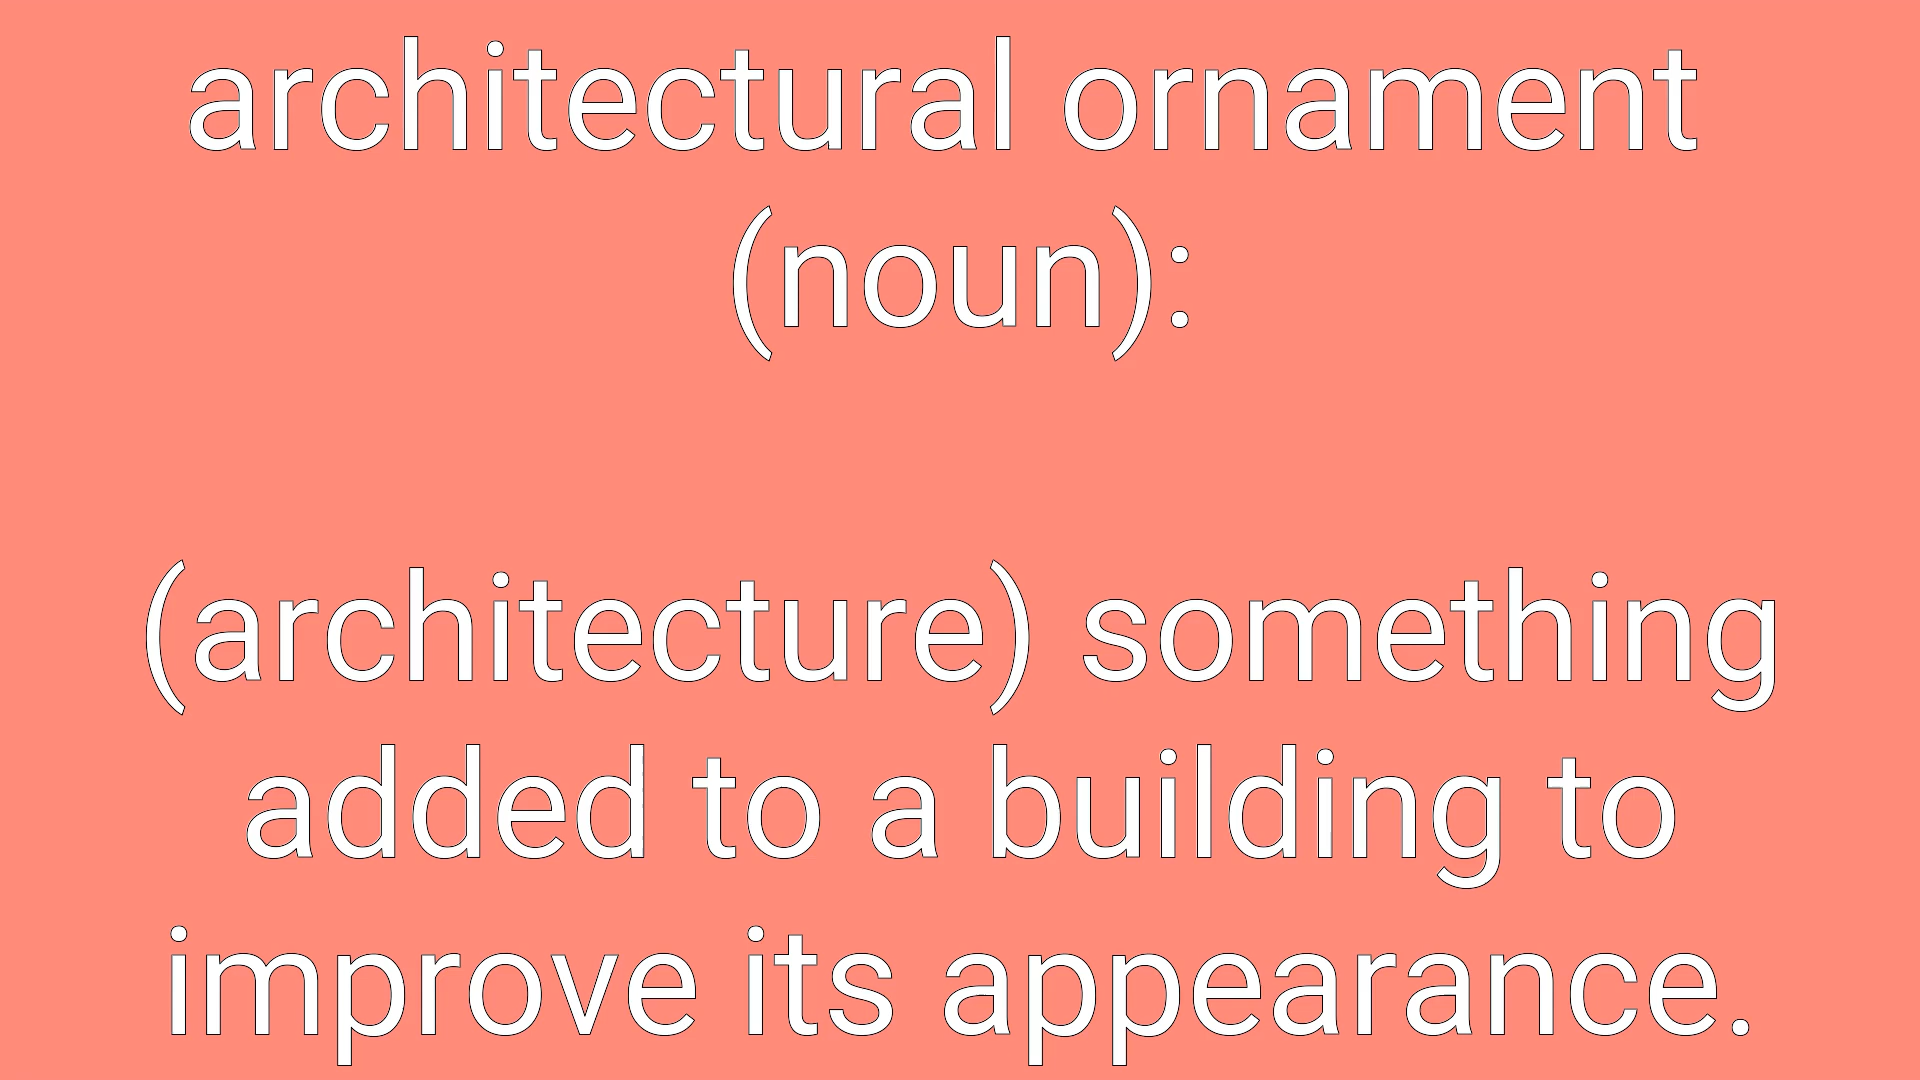 architectural ornament
(noun):
(architecture) something
added to a building to
improve its appearance.